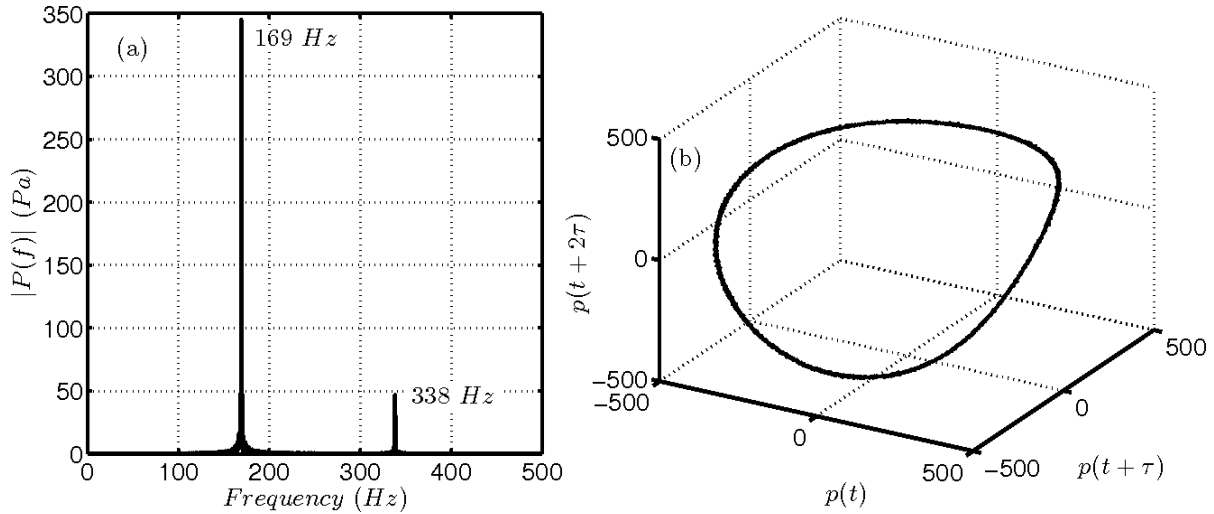 350
300
250
200
150
100
50
0
|P(f)| (Pa)
(a)
169 Hz
338 Hz
0 100 200 300 400 500
Frequency (Hz)
500
0
−500
p(t + 2τ)
(b)
−500
0
500
p(t)
−500
0
500
p(t + τ)